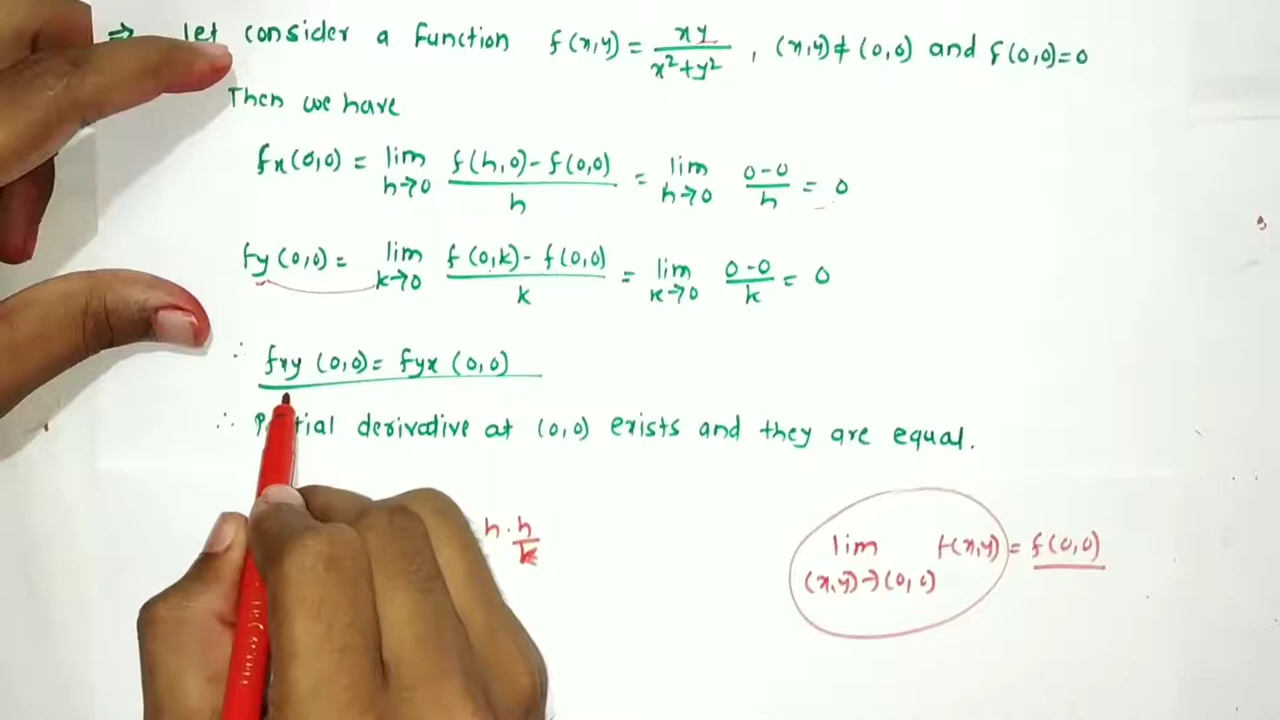 ⇒ Let consider a function f(x,y) = xy / x²+y² , (x,y) ≠ (0,0) and f(0,0)=0
Then we have
fx(0,0) = lim h→0 f(h,0) - f(0,0) / h = lim h→0 0-0 / h = 0
fy(0,0) = lim k→0 f(0,k) - f(0,0) / k = lim k→0 0-0 / k = 0
∴ fxy (0,0) = fyx (0,0)
∴ Partial derivative at (0,0) exists and they are equal.
h·h / k
lim (x,y)→(0,0) f(x,y) = f(0,0)